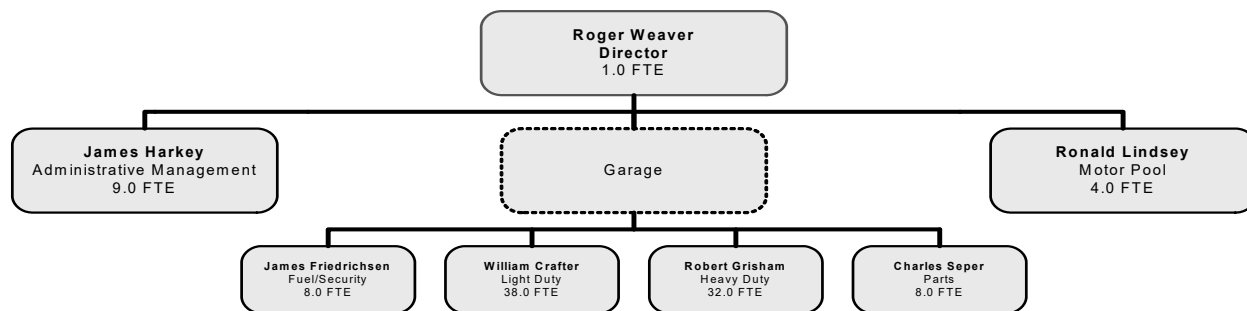 Roger Weaver
Director
1.0 FTE
James Harkey
Administrative Management
9.0 FTE
Garage
Ronald Lindsey
Motor Pool
4.0 FTE
James Friedrichsen
Fuel/Security
8.0 FTE
William Crafter
Light Duty
38.0 FTE
Robert Grisham
Heavy Duty
32.0 FTE
Charles Seper
Parts
8.0 FTE